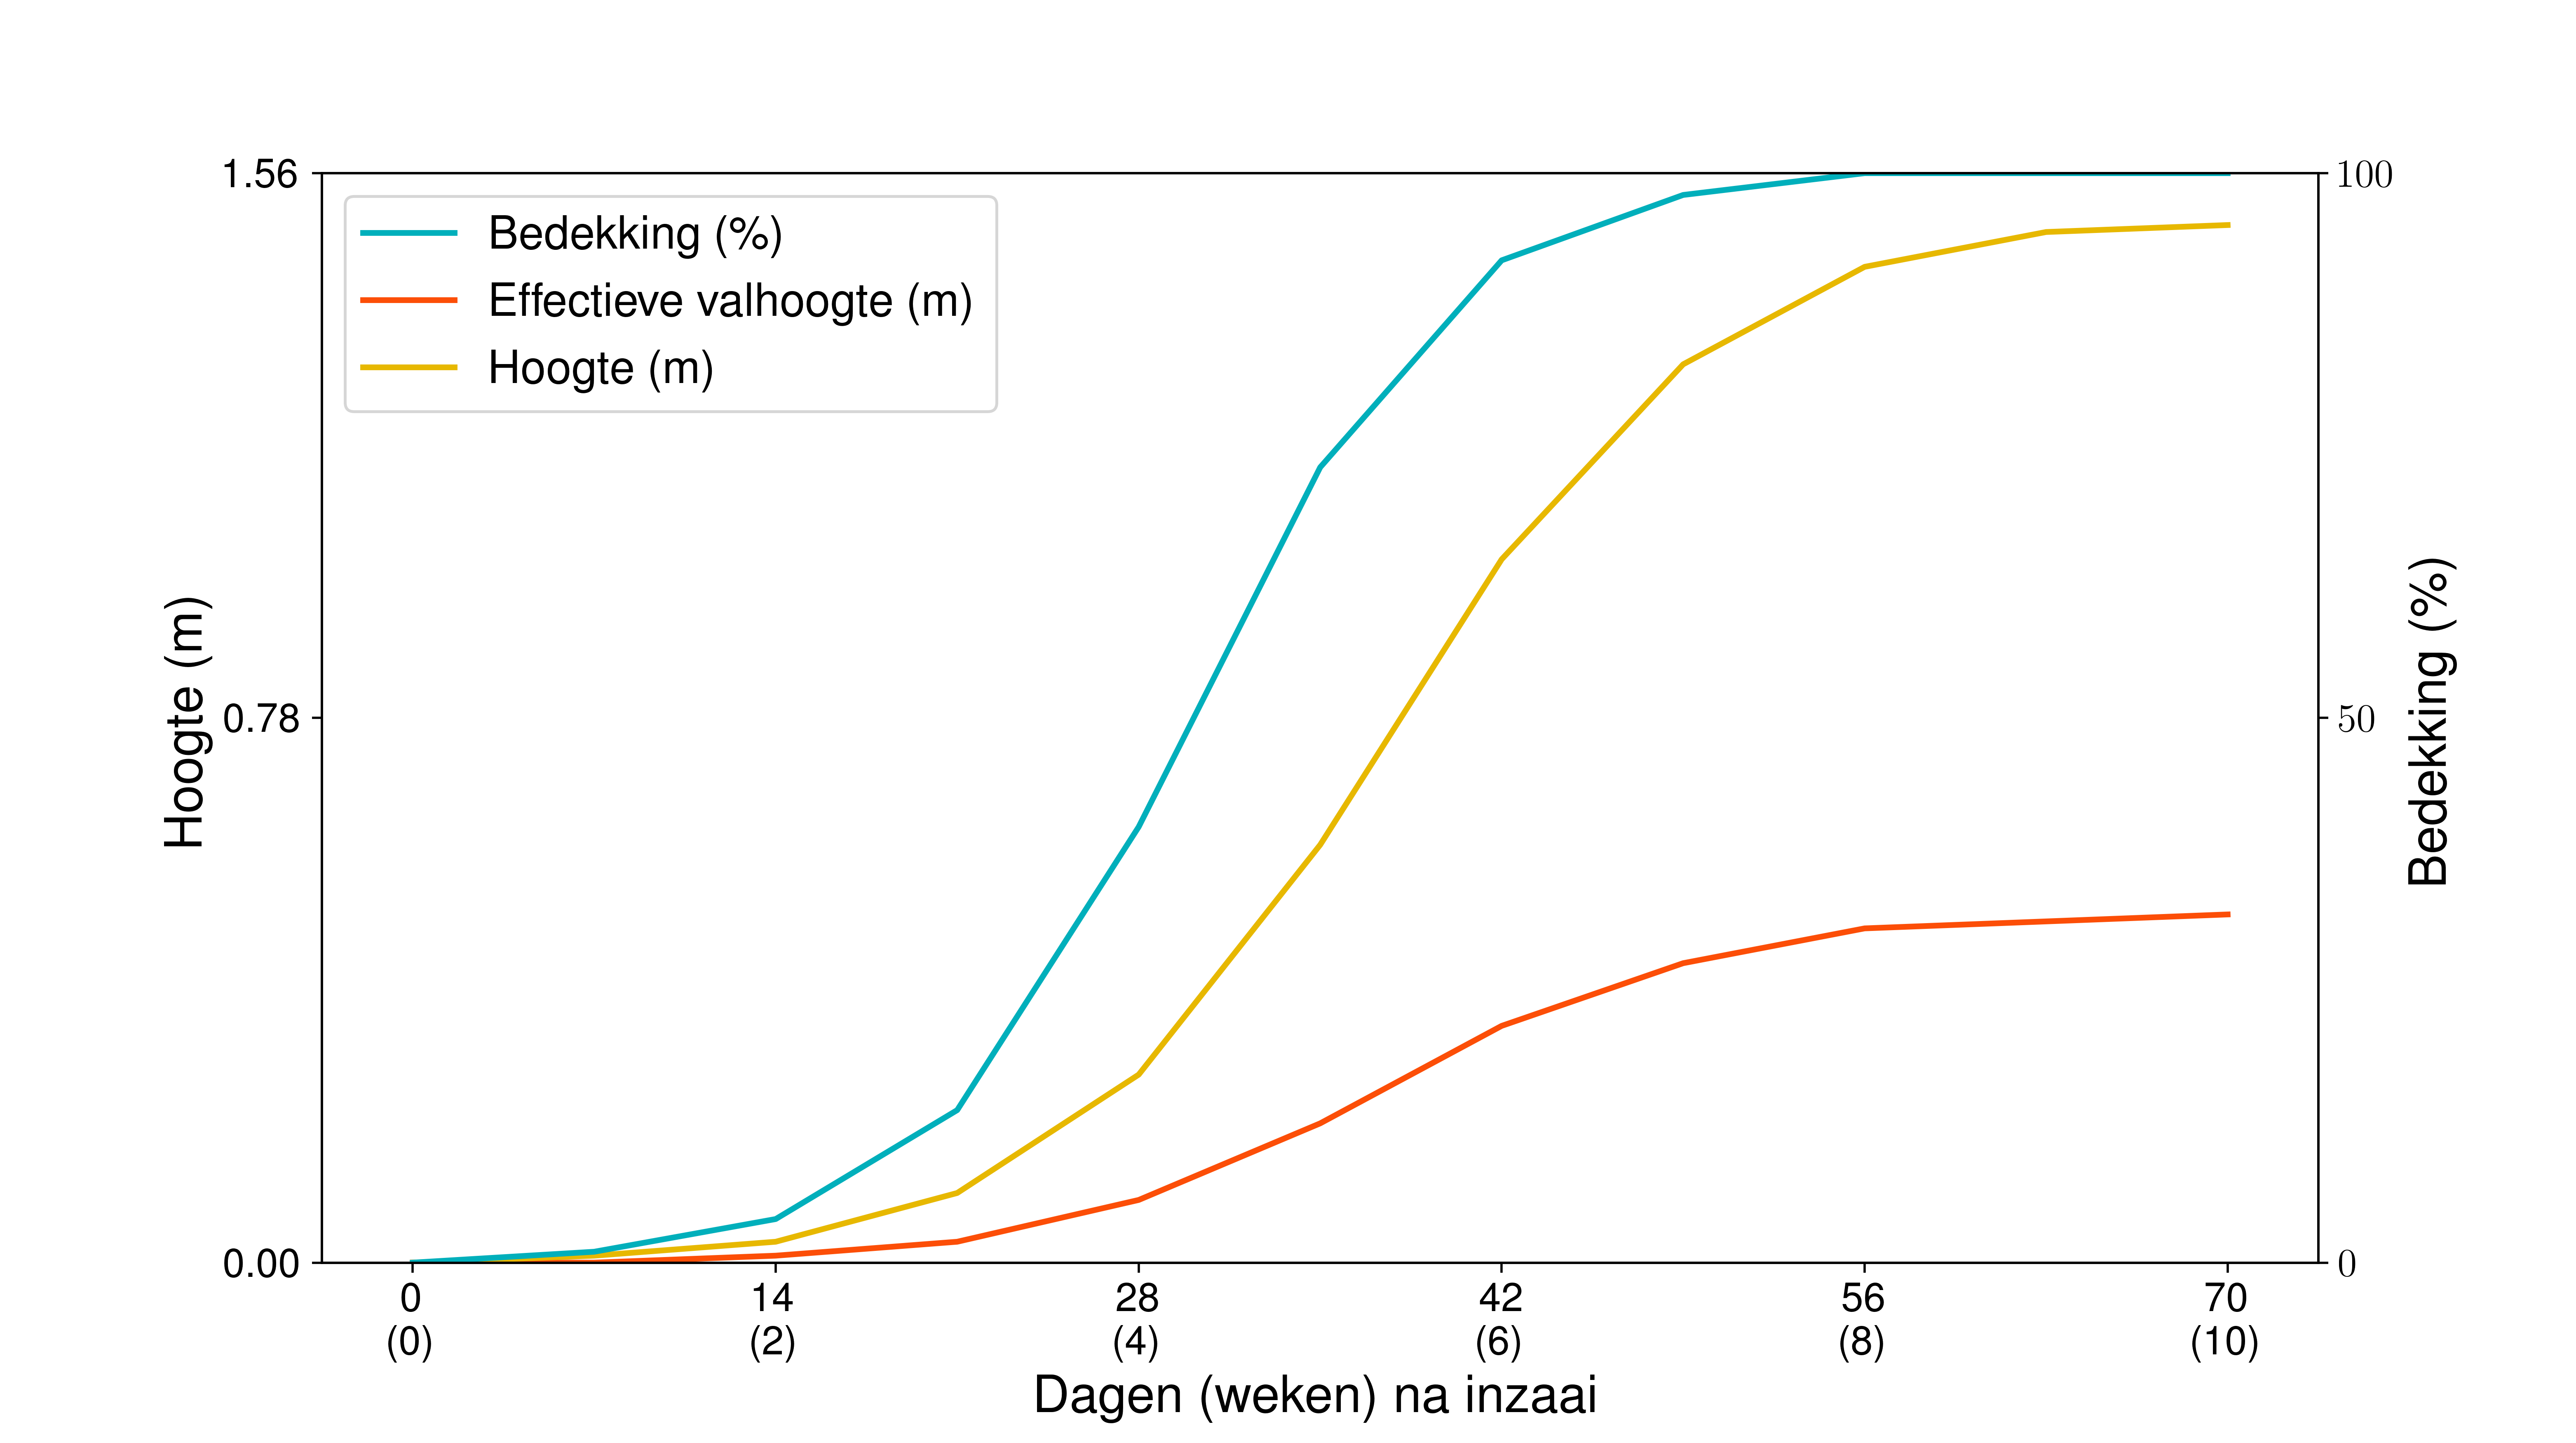 1.56
0.78
0.00
Hoogte (m)
Bedekking (%)
Effectieve valhoogte (m)
Hoogte (m)
100
50
0
Bedekking (%)
0 14 28 42 56 70
(0) (2) (4) (6) (8) (10)
Dagen (weken) na inzaai